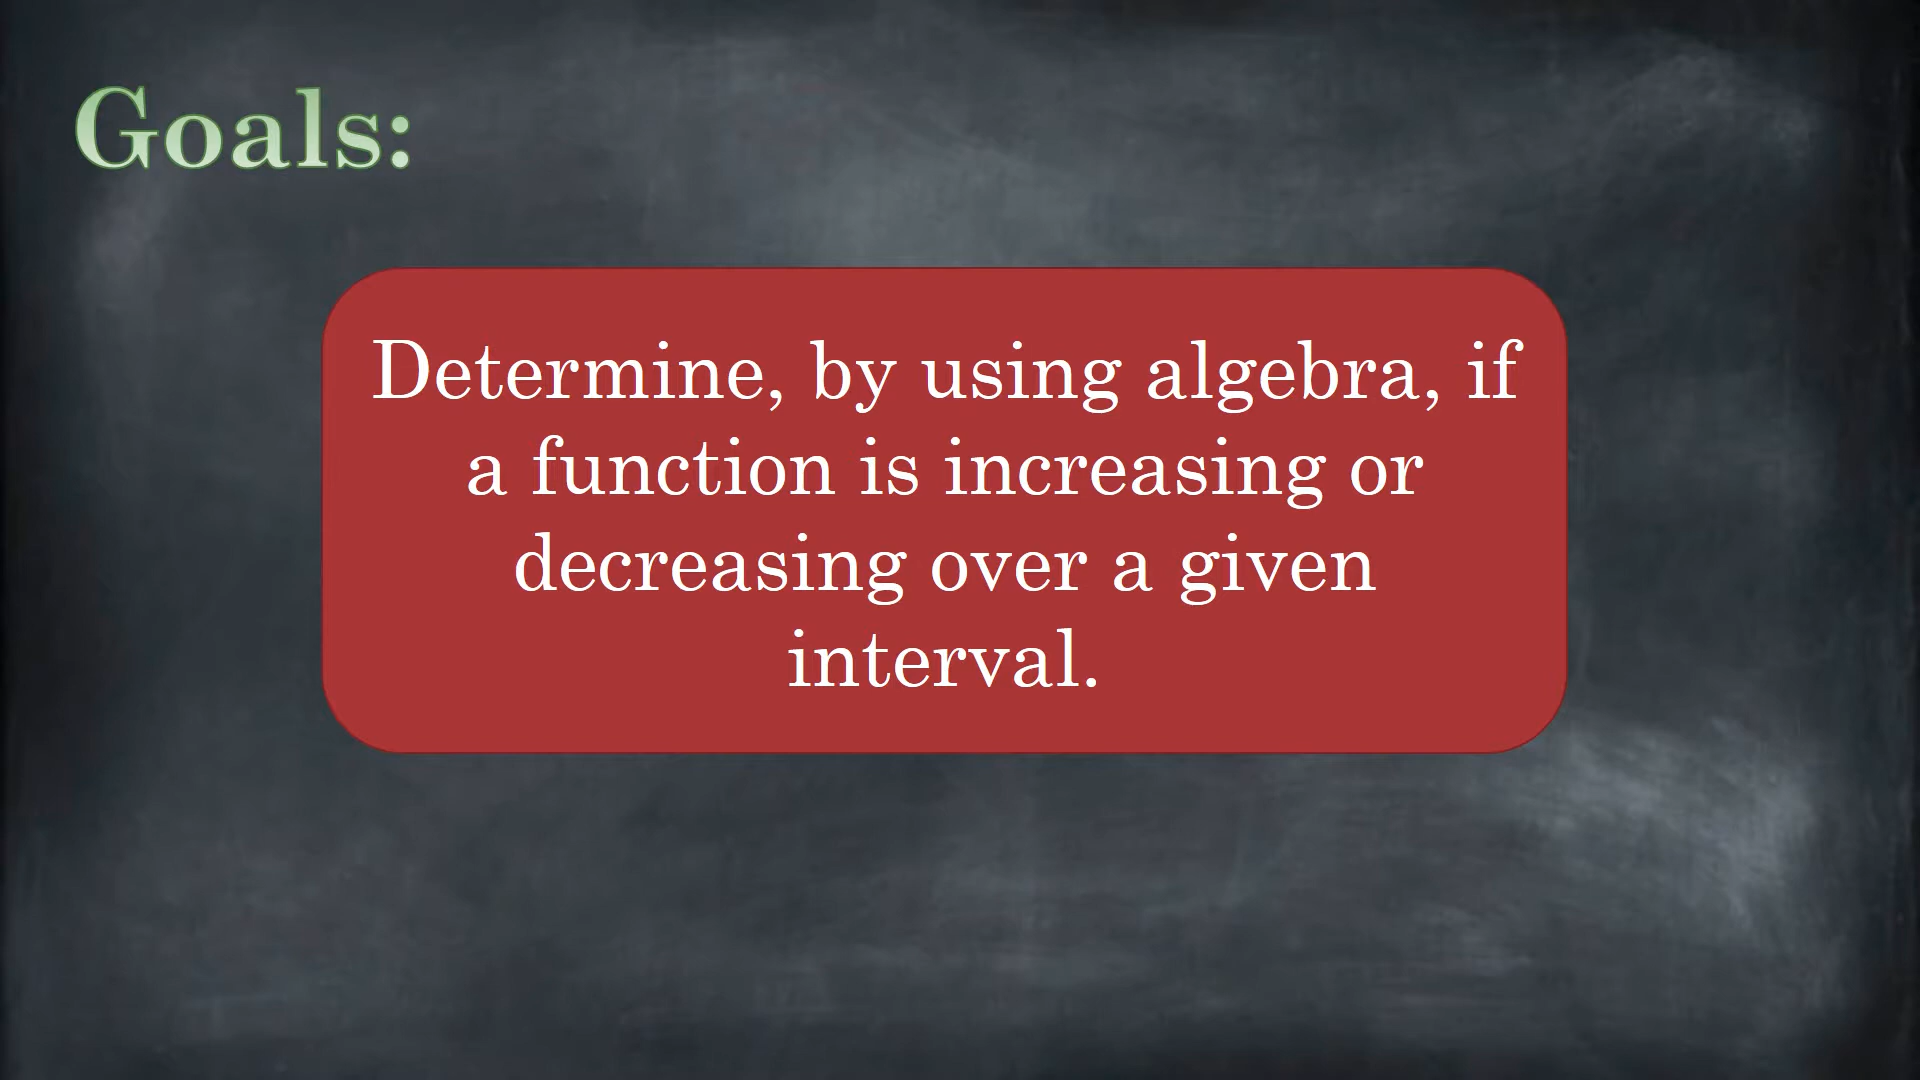 Goals:
Determine, by using algebra, if
a function is increasing or
decreasing over a given
interval.